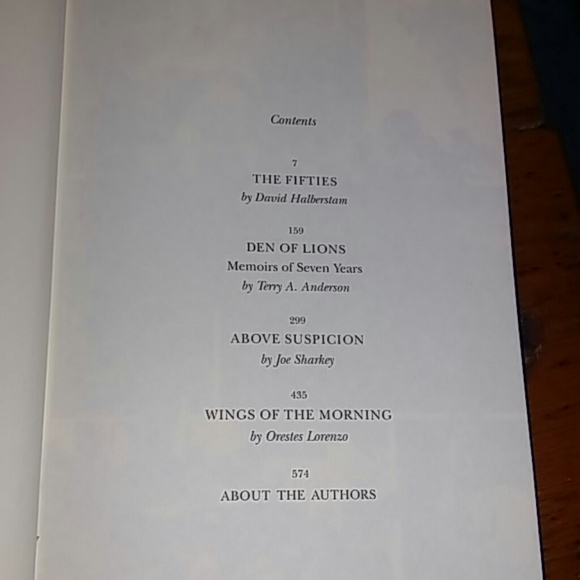 Contents
7
THE FIFTIES
by David Halberstam
159
DEN OF LIONS
Memoirs of Seven Years
by Terry A. Anderson
299
ABOVE SUSPICION
by Joe Sharkey
435
WINGS OF THE MORNING
by Orestes Lorenzo
574
ABOUT THE AUTHORS